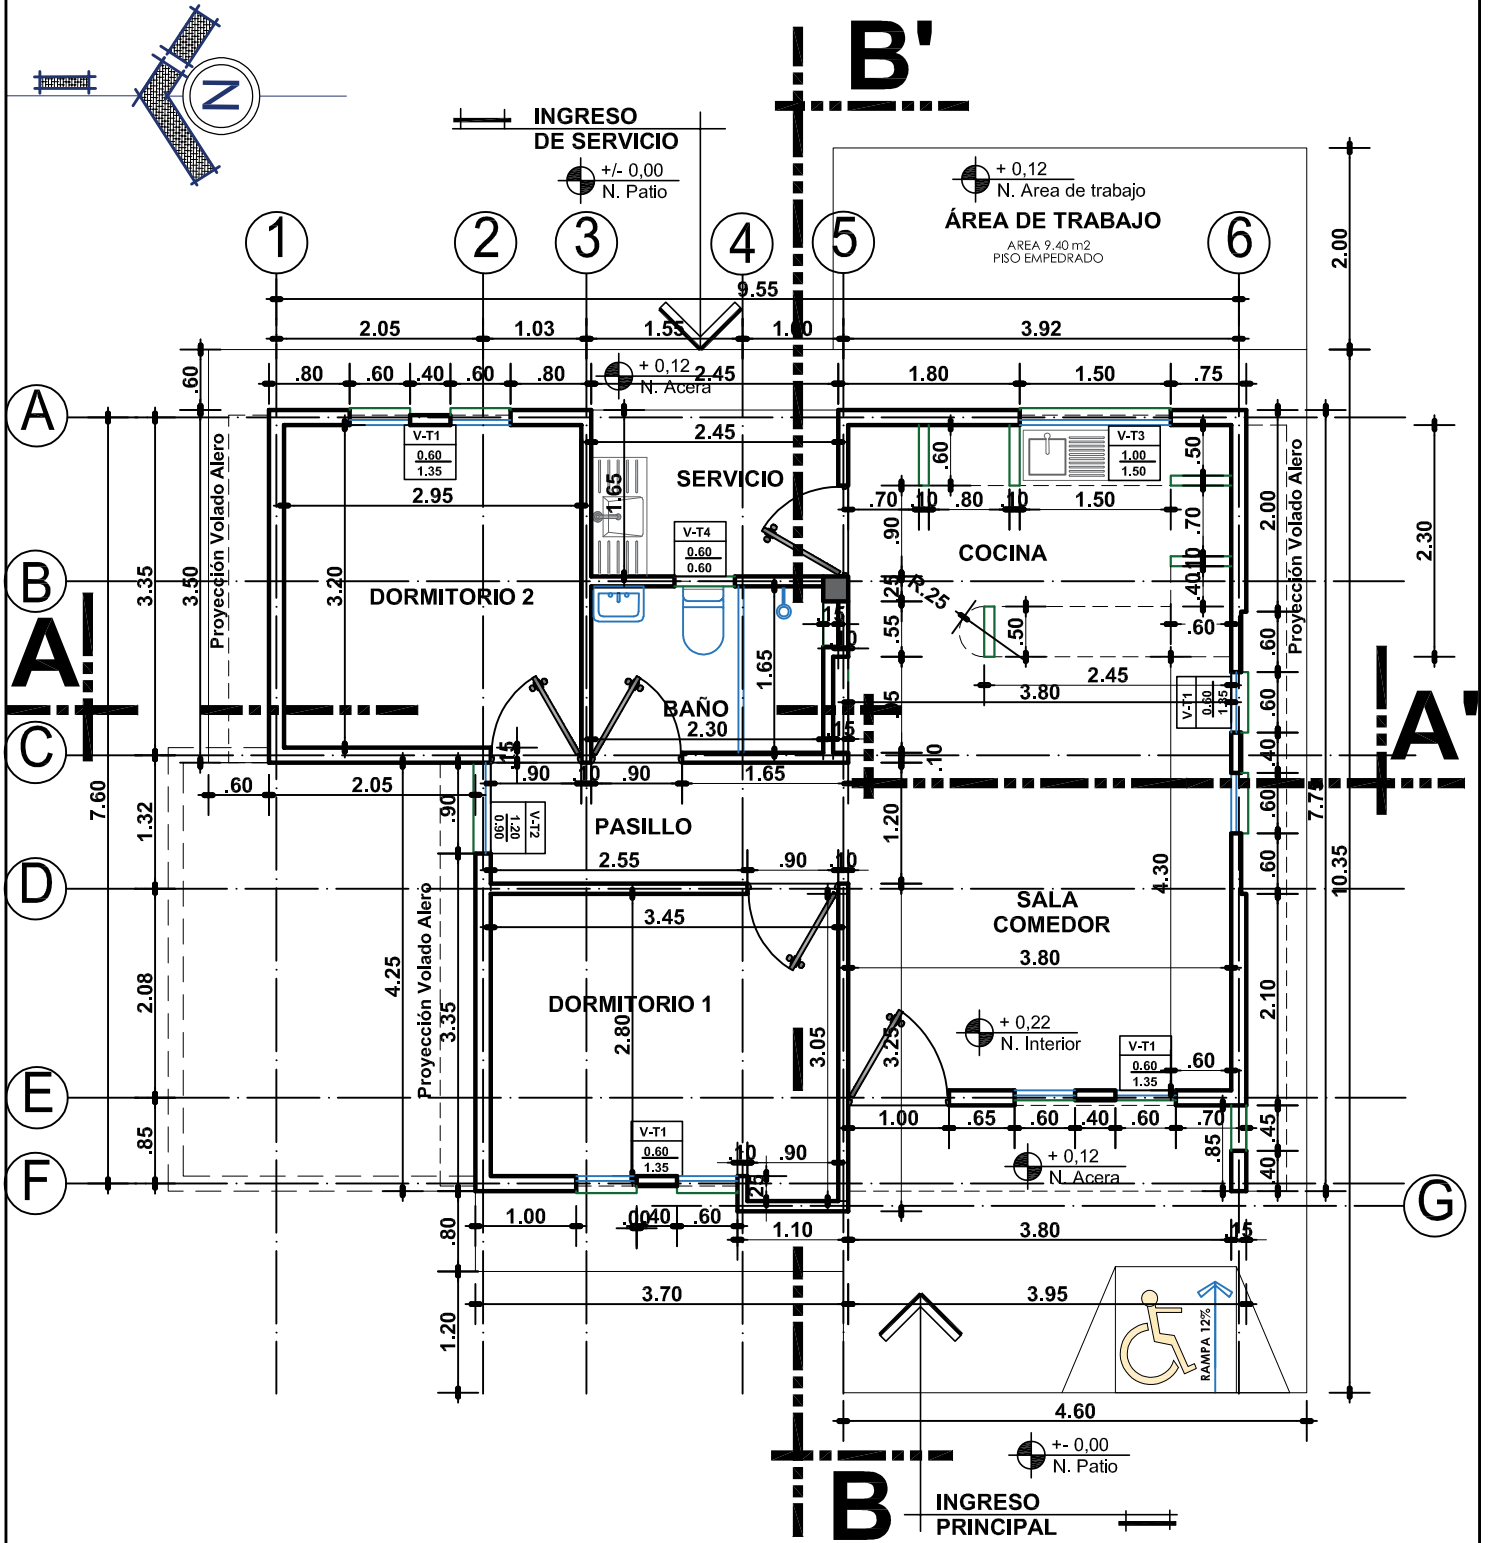 N
B'
INGRESO
DE SERVICIO
+/- 0,00
N. Patio
+ 0,12
N. Area de trabajo
ÁREA DE TRABAJO
AREA 9.40 m2
PISO EMPEDRADO
2.00
1 2 3 4 5 6
9.55
2.05 1.03 1.55 1.00 3.92
+ 0,12
N. Acera
.60 .80 .60 .40 .60 .80 2.45 1.80 1.50 .75
A
V-T1
0.60
1.35
2.45
V-T3
1.00
1.50
.60 .50
SERVICIO
2.95 1.65
.70 .10 .80 .10 1.50
2.00 2.30
Proyección Volado Alero
Proyección Volado Alero
V-T4
0.60
0.60
.90 .70
COCINA
B
3.35 3.50 3.20
DORMITORIO 2
.25 R.25 .40 .10
.15 .55 .50 .60 .60
.10
A
1.65
2.45
3.80
V-T1
0.60
1.35
.60
BAÑO
2.30 .15
A'
C
.15 .10 .40
.60 2.05 .90 .10 .90 1.65
7.60 1.32 .90
V-T2
1.20
0.90
PASILLO
1.20 .60 7.75
2.55 .90 .10
4.30 .60 10.35
D
SALA
COMEDOR
3.45
3.80
Proyección Volado Alero
4.25
2.08 3.35
DORMITORIO 1
2.80 3.05 3.25
+ 0,22
N. Interior
2.10
V-T1
0.60
1.35
.60
E
1.00 .65 .60 .40 .60 .70
.85 .85 .45
V-T1
0.60
1.35
.10 .90
+ 0,12
N. Acera
.40
F
.25
G
1.00 .40 .60 1.10 3.80 .15
.80
3.70 3.95
1.20
RAMPA 12%
4.60
+- 0,00
N. Patio
B
INGRESO
PRINCIPAL